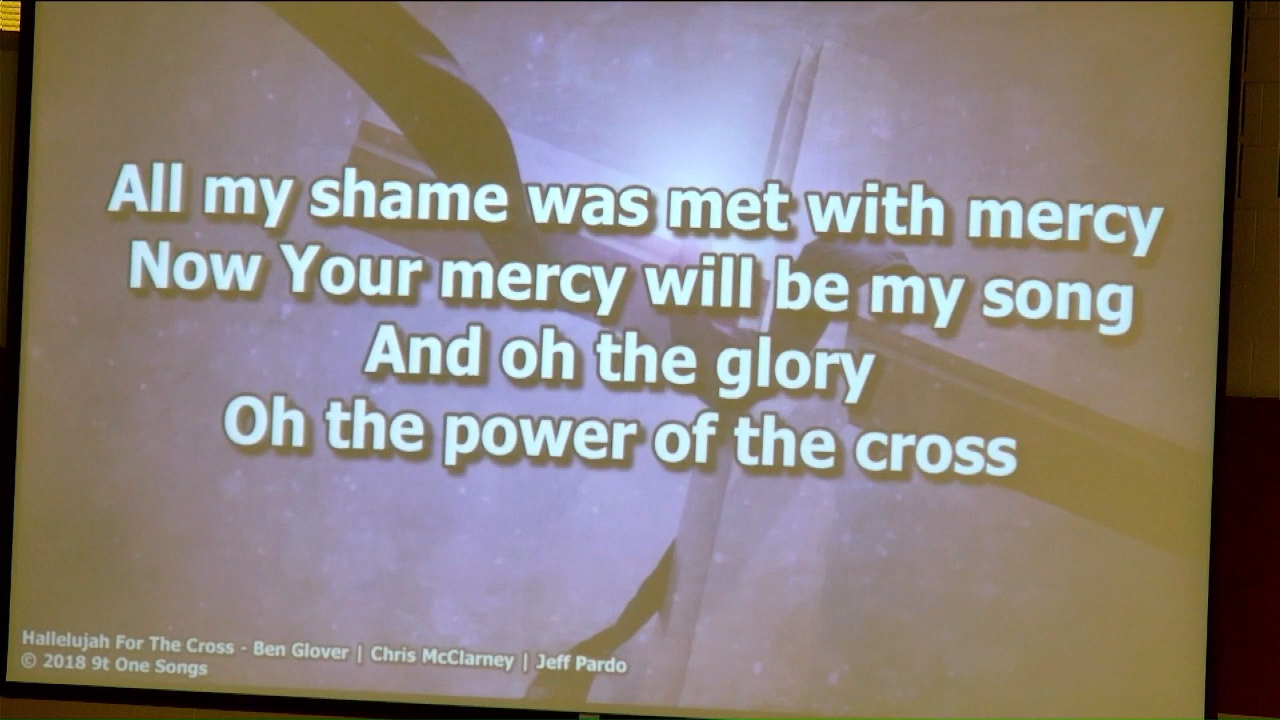 All my shame was met with mercy
Now Your mercy will be my song
And oh the glory
Oh the power of the cross
Hallelujah For The Cross - Ben Glover | Chris McClarney | Jeff Pardo
© 2018 9t One Songs